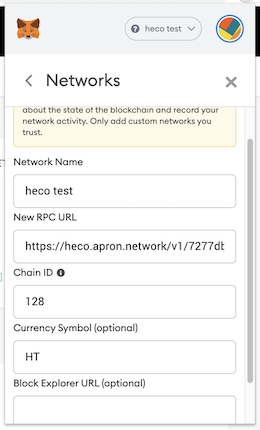 heco test
Networks
about the state of the blockchain and record your
network activity. Only add custom networks you
trust.
Network Name
heco test
New RPC URL
https://heco.apron.network/v1/7277db
Chain ID
128
Currency Symbol (optional)
HT
Block Explorer URL (optional)